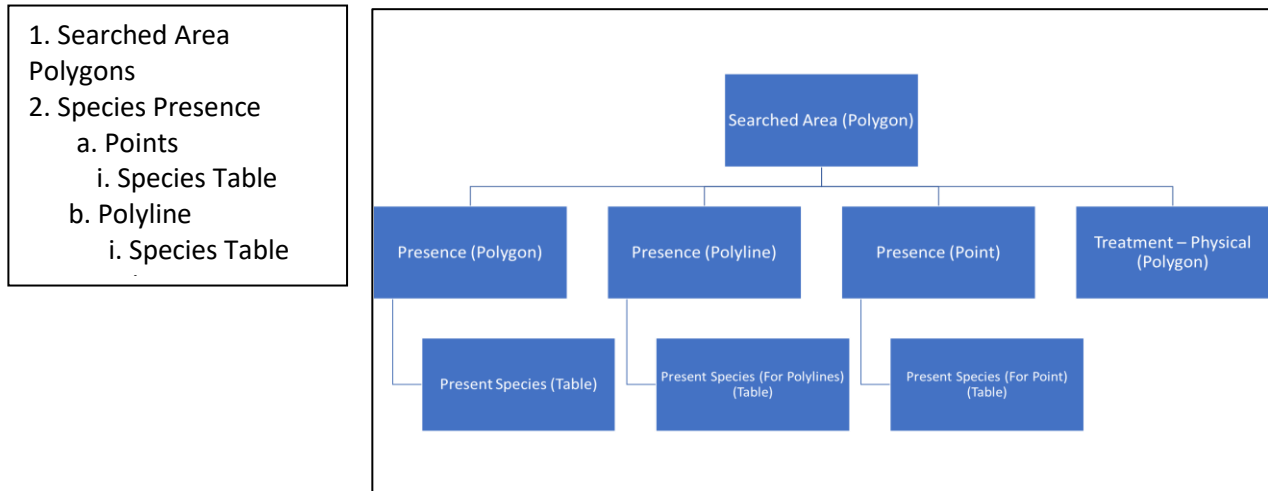 1. Searched Area
Polygons
2. Species Presence
a. Points
i. Species Table
b. Polyline
i. Species Table
Searched Area (Polygon)
Presence (Polygon)
Presence (Polyline)
Presence (Point)
Treatment – Physical
(Polygon)
Present Species (Table)
Present Species (For Polylines)
(Table)
Present Species (For Point)
(Table)